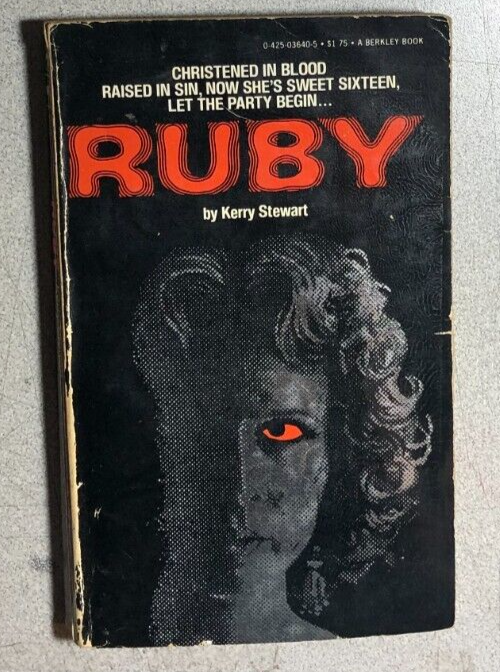 0-425-03640-5 • $1 75 • A BERKLEY BOOK
CHRISTENED IN BLOOD
RAISED IN SIN, NOW SHE'S SWEET SIXTEEN,
LET THE PARTY BEGIN...
RUBY
by Kerry Stewart